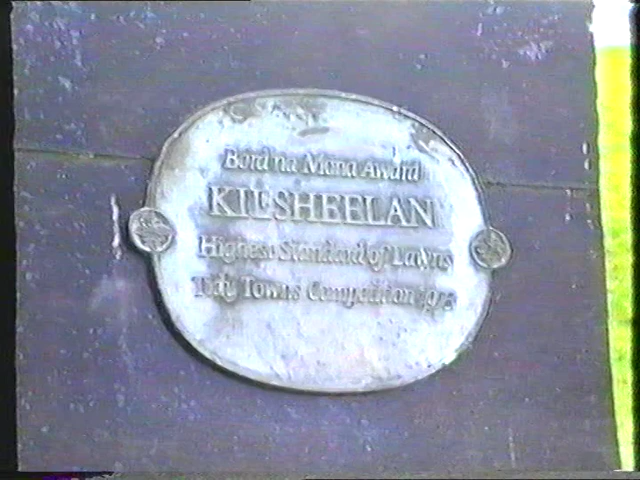 Bord na Mona Award
KILSHEELAN
Highest Standard of Lawns
Tidy Towns Competition